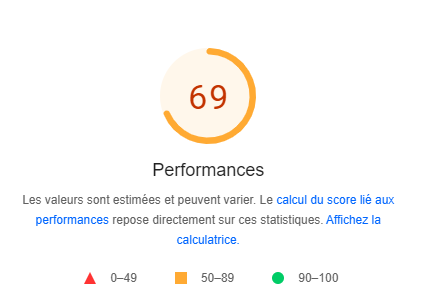 69
Performances
Les valeurs sont estimées et peuvent varier. Le calcul du score lié aux
performances repose directement sur ces statistiques. Affichez la
calculatrice.
0–49 50–89 90–100